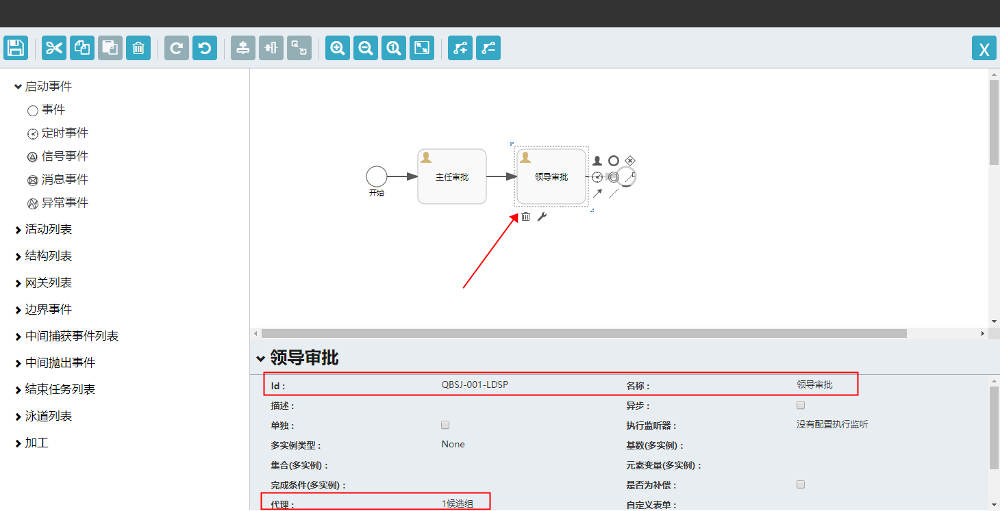 X
启动事件
事件
定时事件
信号事件
消息事件
异常事件
活动列表
结构列表
网关列表
边界事件
中间捕获事件列表
中间抛出事件
结束任务列表
泳道列表
加工
开始
主任审批
领导审批
领导审批
Id : QBSJ-001-LDSP 名称 : 领导审批
描述 : 异步 :
单独 : 执行监听器 : 没有配置执行监听
多实例类型 : None 基数(多实例) :
集合(多实例) : 元素变量(多实例) :
完成条件(多实例) : 是否为补偿 :
代理 : 1候选组 自定义表单 :